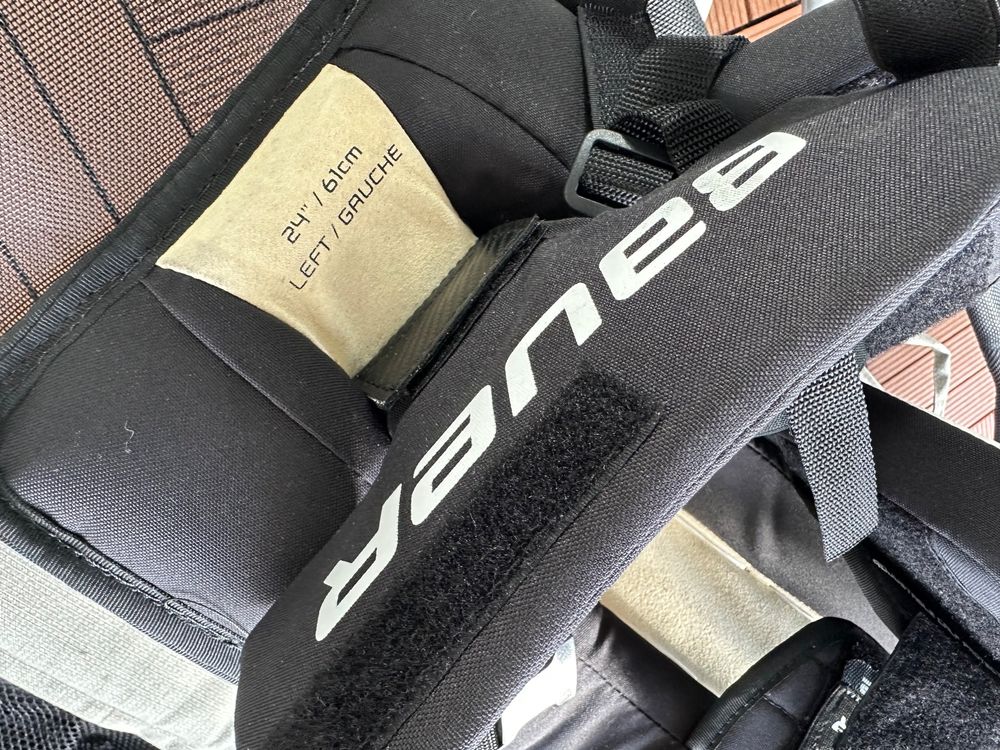 24" / 61cm
LEFT / GAUCHE
BAUER